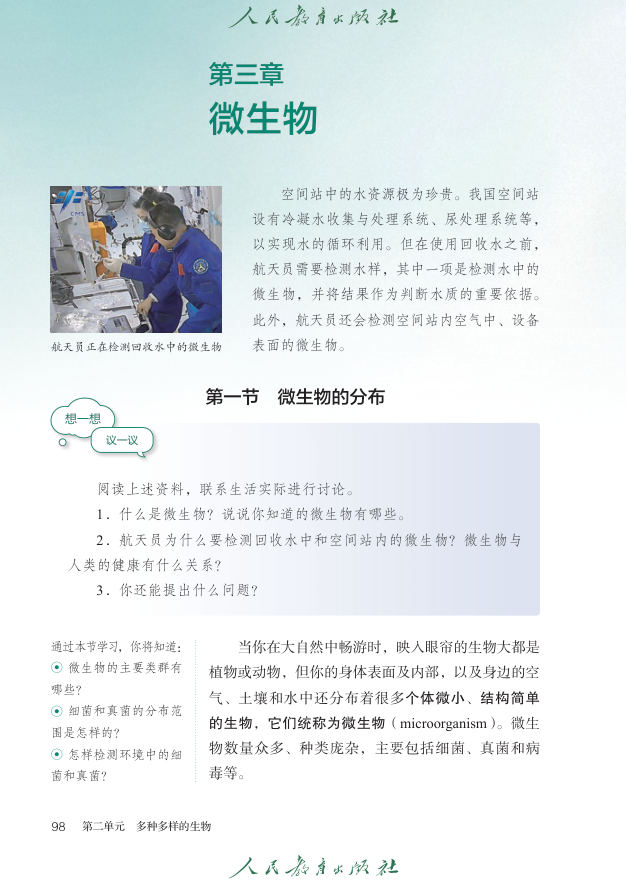 人民教育出版社
第三章
微生物
CMS
空间站中的水资源极为珍贵。我国空间站
设有冷凝水收集与处理系统、尿处理系统等，
以实现水的循环利用。但在使用回收水之前，
航天员需要检测水样，其中一项是检测水中的
微生物，并将结果作为判断水质的重要依据。
此外，航天员还会检测空间站内空气中、设备
表面的微生物。
航天员正在检测回收水中的微生物
第一节 微生物的分布
想一想
议一议
阅读上述资料，联系生活实际进行讨论。
1．什么是微生物？说说你知道的微生物有哪些。
2．航天员为什么要检测回收水中和空间站内的微生物？微生物与
人类的健康有什么关系？
3．你还能提出什么问题？
通过本节学习，你将知道：
微生物的主要类群有
哪些？
细菌和真菌的分布范
围是怎样的？
怎样检测环境中的细
菌和真菌？
当你在大自然中畅游时，映入眼帘的生物大都是
植物或动物，但你的身体表面及内部，以及身边的空
气、土壤和水中还分布着很多个体微小、结构简单
的生物，它们统称为微生物（microorganism）。微生
物数量众多、种类庞杂，主要包括细菌、真菌和病
毒等。
98 第二单元 多种多样的生物
人民教育出版社